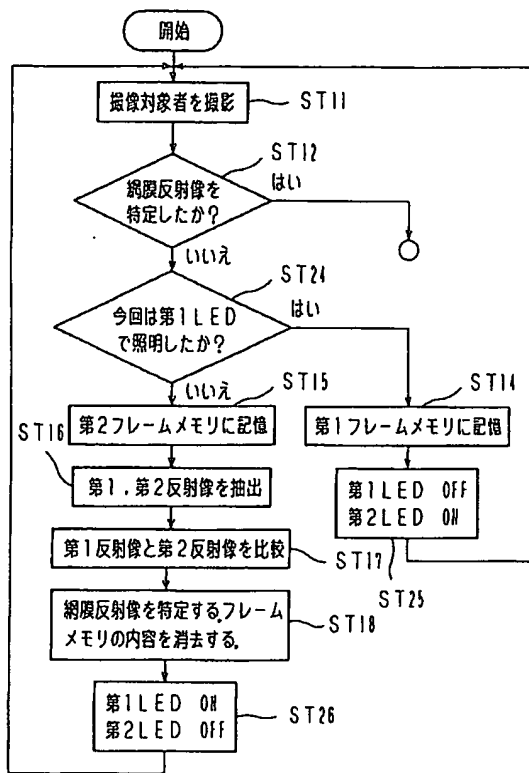 開始
撮像対象者を撮影
ST11
ST12
網膜反射像を
特定したか?
はい
いいえ
ST24
今回は第1LED
で照明したか?
はい
いいえ
ST15
第2フレームメモリに記憶
ST14
第1フレームメモリに記憶
ST16
第1,第2反射像を抽出
第1LED OFF
第2LED ON
ST25
第1反射像と第2反射像を比較
ST17
網膜反射像を特定する,フレーム
メモリの内容を消去する.
ST18
第1LED ON
第2LED OFF
ST26